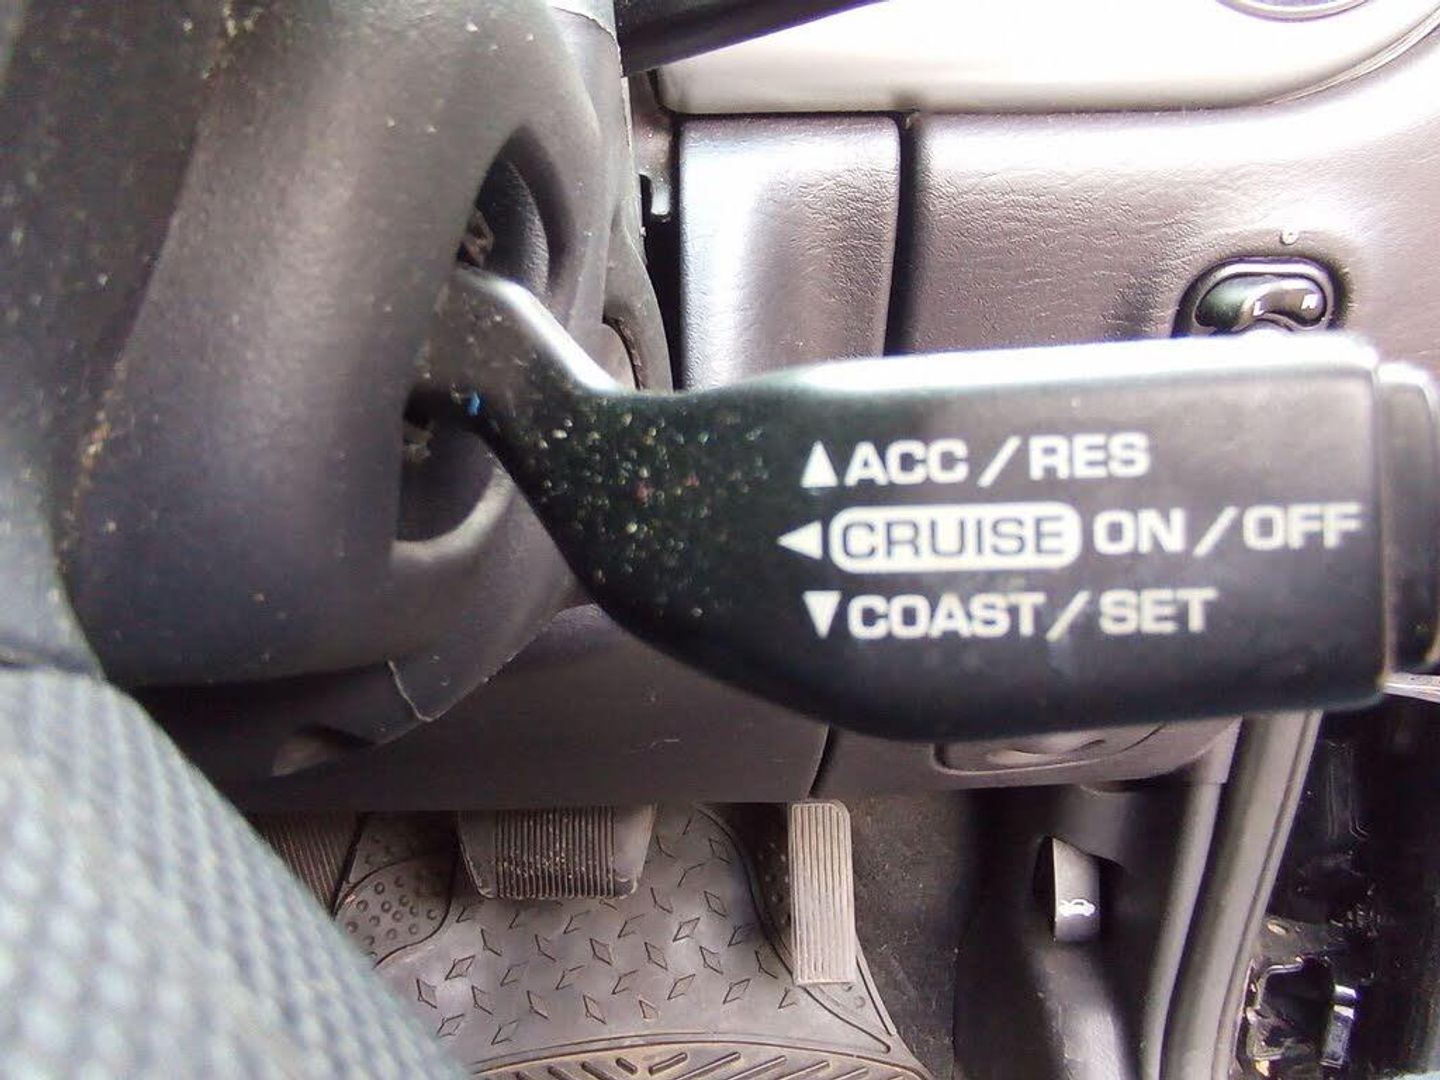 L R
▲ACC/RES
◀CRUISE ON/OFF
▼COAST/SET